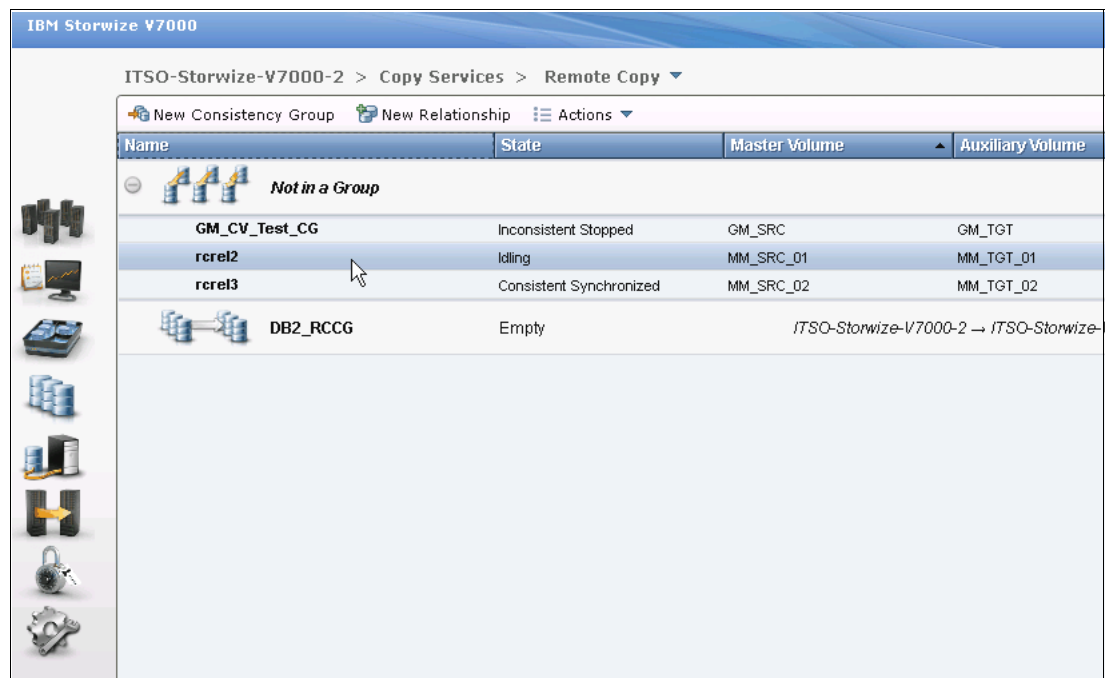 IBM Storwize V7000
ITSO-Storwize-V7000-2 > Copy Services > Remote Copy
New Consistency Group New Relationship Actions
Name State Master Volume Auxiliary Volume
Not in a Group
GM_CV_Test_CG Inconsistent Stopped GM_SRC GM_TGT
rcrel2 Idling MM_SRC_01 MM_TGT_01
rcrel3 Consistent Synchronized MM_SRC_02 MM_TGT_02
DB2_RCCG Empty ITSO-Storwize-V7000-2 → ITSO-Storwize-